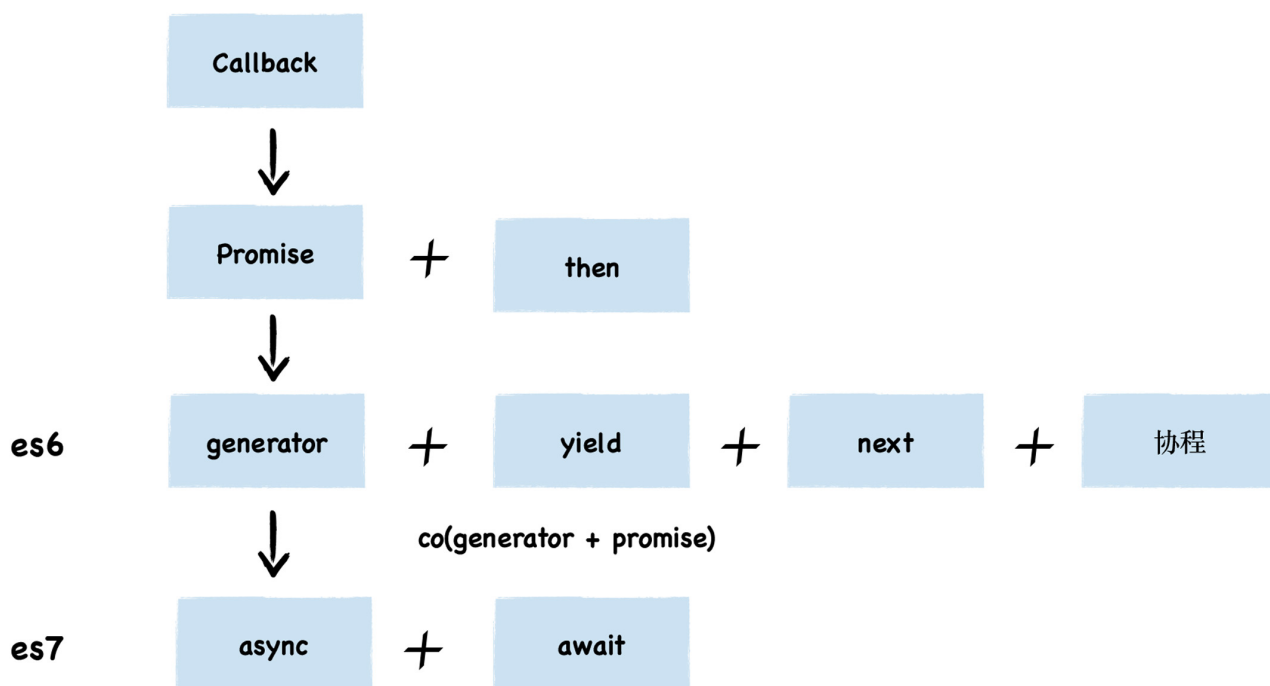 Callback
Promise + then
es6 generator + yield + next + 协程
co(generator + promise)
es7 async + await